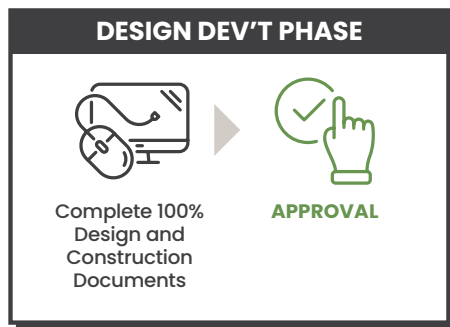 DESIGN DEV’T PHASE
Complete 100%
Design and
Construction
Documents
APPROVAL